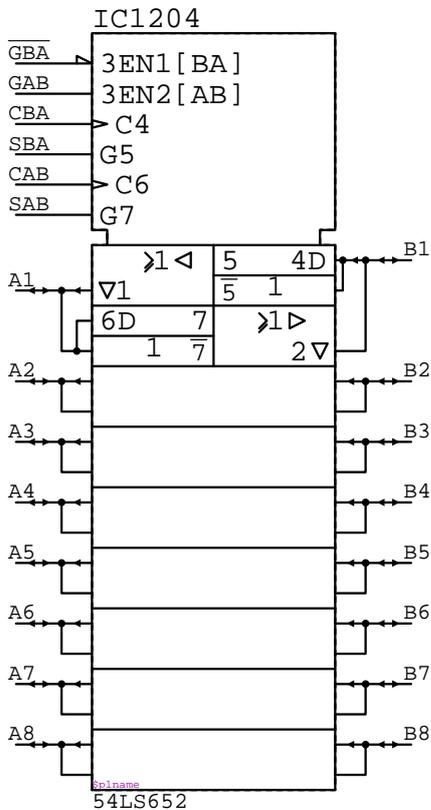 IC1204
G̅B̅A̅ 3EN1[BA]
GAB 3EN2[AB]
CBA C4
SBA G5
CAB C6
SAB G7
≥1◁ 5 4D B1
A1 ▽1 5̅ 1
6D 7 ≥1▷
1 7̅ 2▽
A2 B2
A3 B3
A4 B4
A5 B5
A6 B6
A7 B7
A8 B8
$plname
54LS652